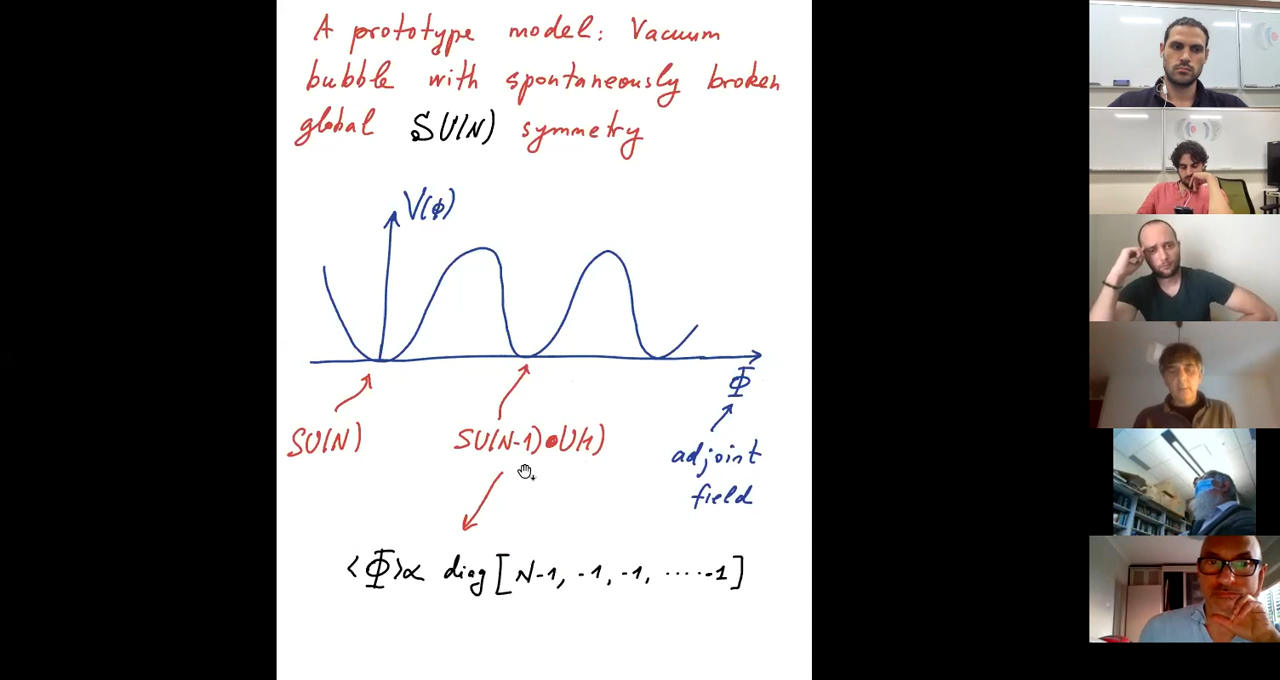 A prototype model: Vacuum
bubble with spontaneously broken
global SU(N) symmetry
V(ϕ)
Φ
SU(N)
SU(N-1)•U(1)
adjoint
field
<Φ>∝ diag[N-1, -1, -1, ·····-1]